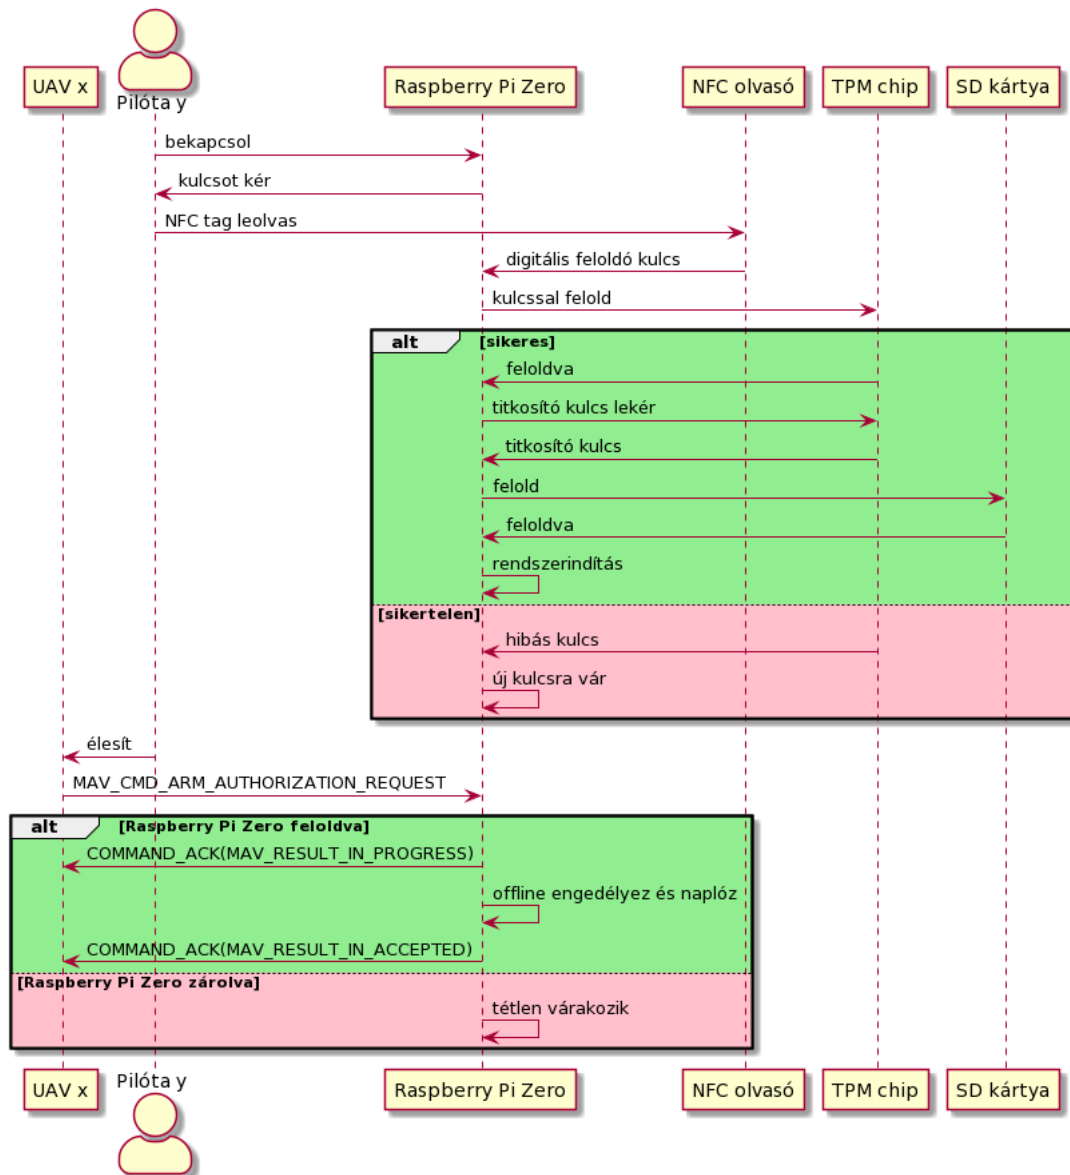 UAV x
Pilóta y
Raspberry Pi Zero
NFC olvasó
TPM chip
SD kártya
bekapcsol
kulcsot kér
NFC tag leolvas
digitális feloldó kulcs
kulcssal felold
alt [sikeres]
feloldva
titkosító kulcs lekér
titkosító kulcs
felold
feloldva
rendszerindítás
[sikertelen]
hibás kulcs
új kulcsra vár
élesít
MAV_CMD_ARM_AUTHORIZATION_REQUEST
alt [Raspberry Pi Zero feloldva]
COMMAND_ACK(MAV_RESULT_IN_PROGRESS)
offline engedélyez és naplóz
COMMAND_ACK(MAV_RESULT_IN_ACCEPTED)
[Raspberry Pi Zero zárolva]
tétlen várakozik
UAV x
Pilóta y
Raspberry Pi Zero
NFC olvasó
TPM chip
SD kártya